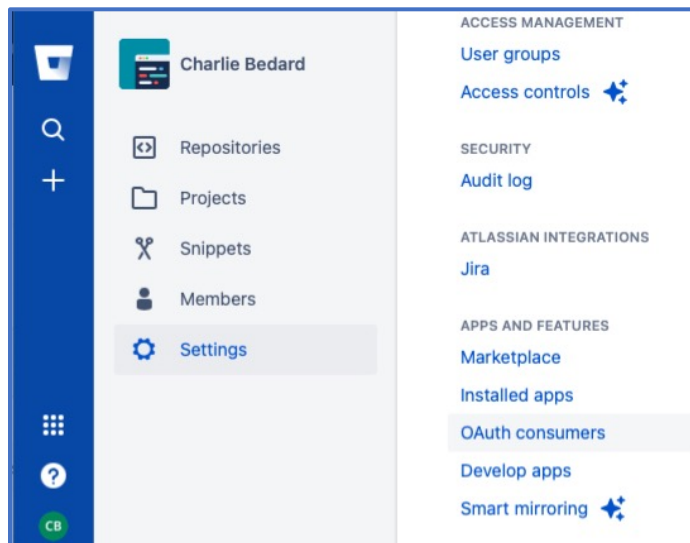 Charlie Bedard
Repositories
Projects
Snippets
Members
Settings
?
CB
ACCESS MANAGEMENT
User groups
Access controls
SECURITY
Audit log
ATLASSIAN INTEGRATIONS
Jira
APPS AND FEATURES
Marketplace
Installed apps
OAuth consumers
Develop apps
Smart mirroring